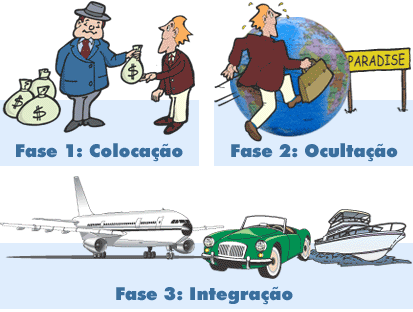 $
$
$
$
PARADISE
Fase 1: Colocação
Fase 2: Ocultação
Fase 3: Integração